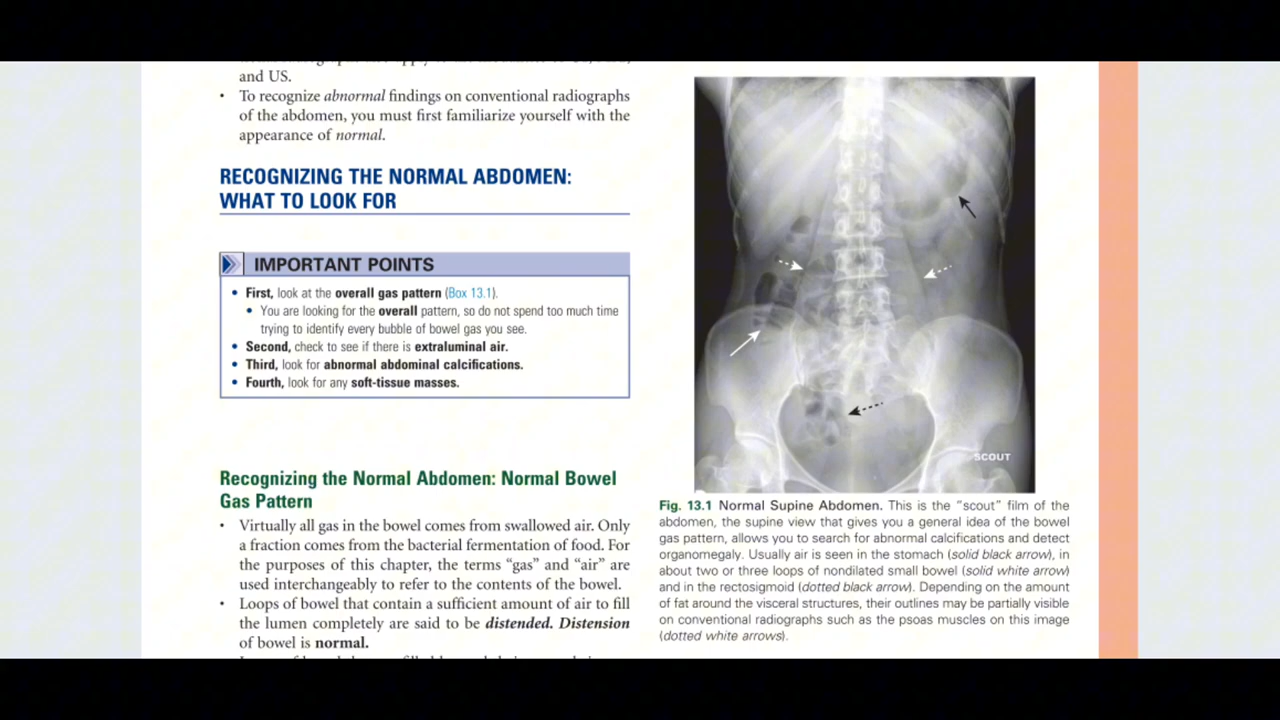 and US.
• To recognize abnormal findings on conventional radiographs
of the abdomen, you must first familiarize yourself with the
appearance of normal.
RECOGNIZING THE NORMAL ABDOMEN:
WHAT TO LOOK FOR
IMPORTANT POINTS
• First, look at the overall gas pattern (Box 13.1).
• You are looking for the overall pattern, so do not spend too much time
trying to identify every bubble of bowel gas you see.
• Second, check to see if there is extraluminal air.
• Third, look for abnormal abdominal calcifications.
• Fourth, look for any soft-tissue masses.
Recognizing the Normal Abdomen: Normal Bowel
Gas Pattern
• Virtually all gas in the bowel comes from swallowed air. Only
a fraction comes from the bacterial fermentation of food. For
the purposes of this chapter, the terms “gas” and “air” are
used interchangeably to refer to the contents of the bowel.
• Loops of bowel that contain a sufficient amount of air to fill
the lumen completely are said to be distended. Distension
of bowel is normal.
SCOUT
Fig. 13.1 Normal Supine Abdomen. This is the “scout” film of the
abdomen, the supine view that gives you a general idea of the bowel
gas pattern, allows you to search for abnormal calcifications and detect
organomegaly. Usually air is seen in the stomach (solid black arrow), in
about two or three loops of nondilated small bowel (solid white arrow)
and in the rectosigmoid (dotted black arrow). Depending on the amount
of fat around the visceral structures, their outlines may be partially visible
on conventional radiographs such as the psoas muscles on this image
(dotted white arrows).